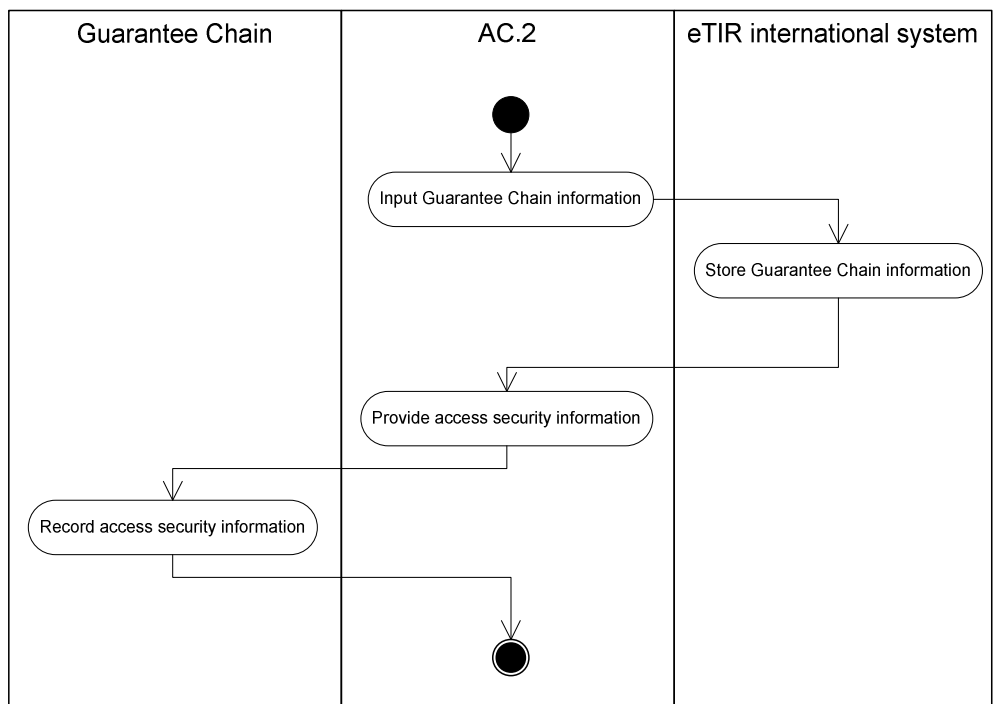 Guarantee Chain
AC.2
eTIR international system
Input Guarantee Chain information
Store Guarantee Chain information
Provide access security information
Record access security information